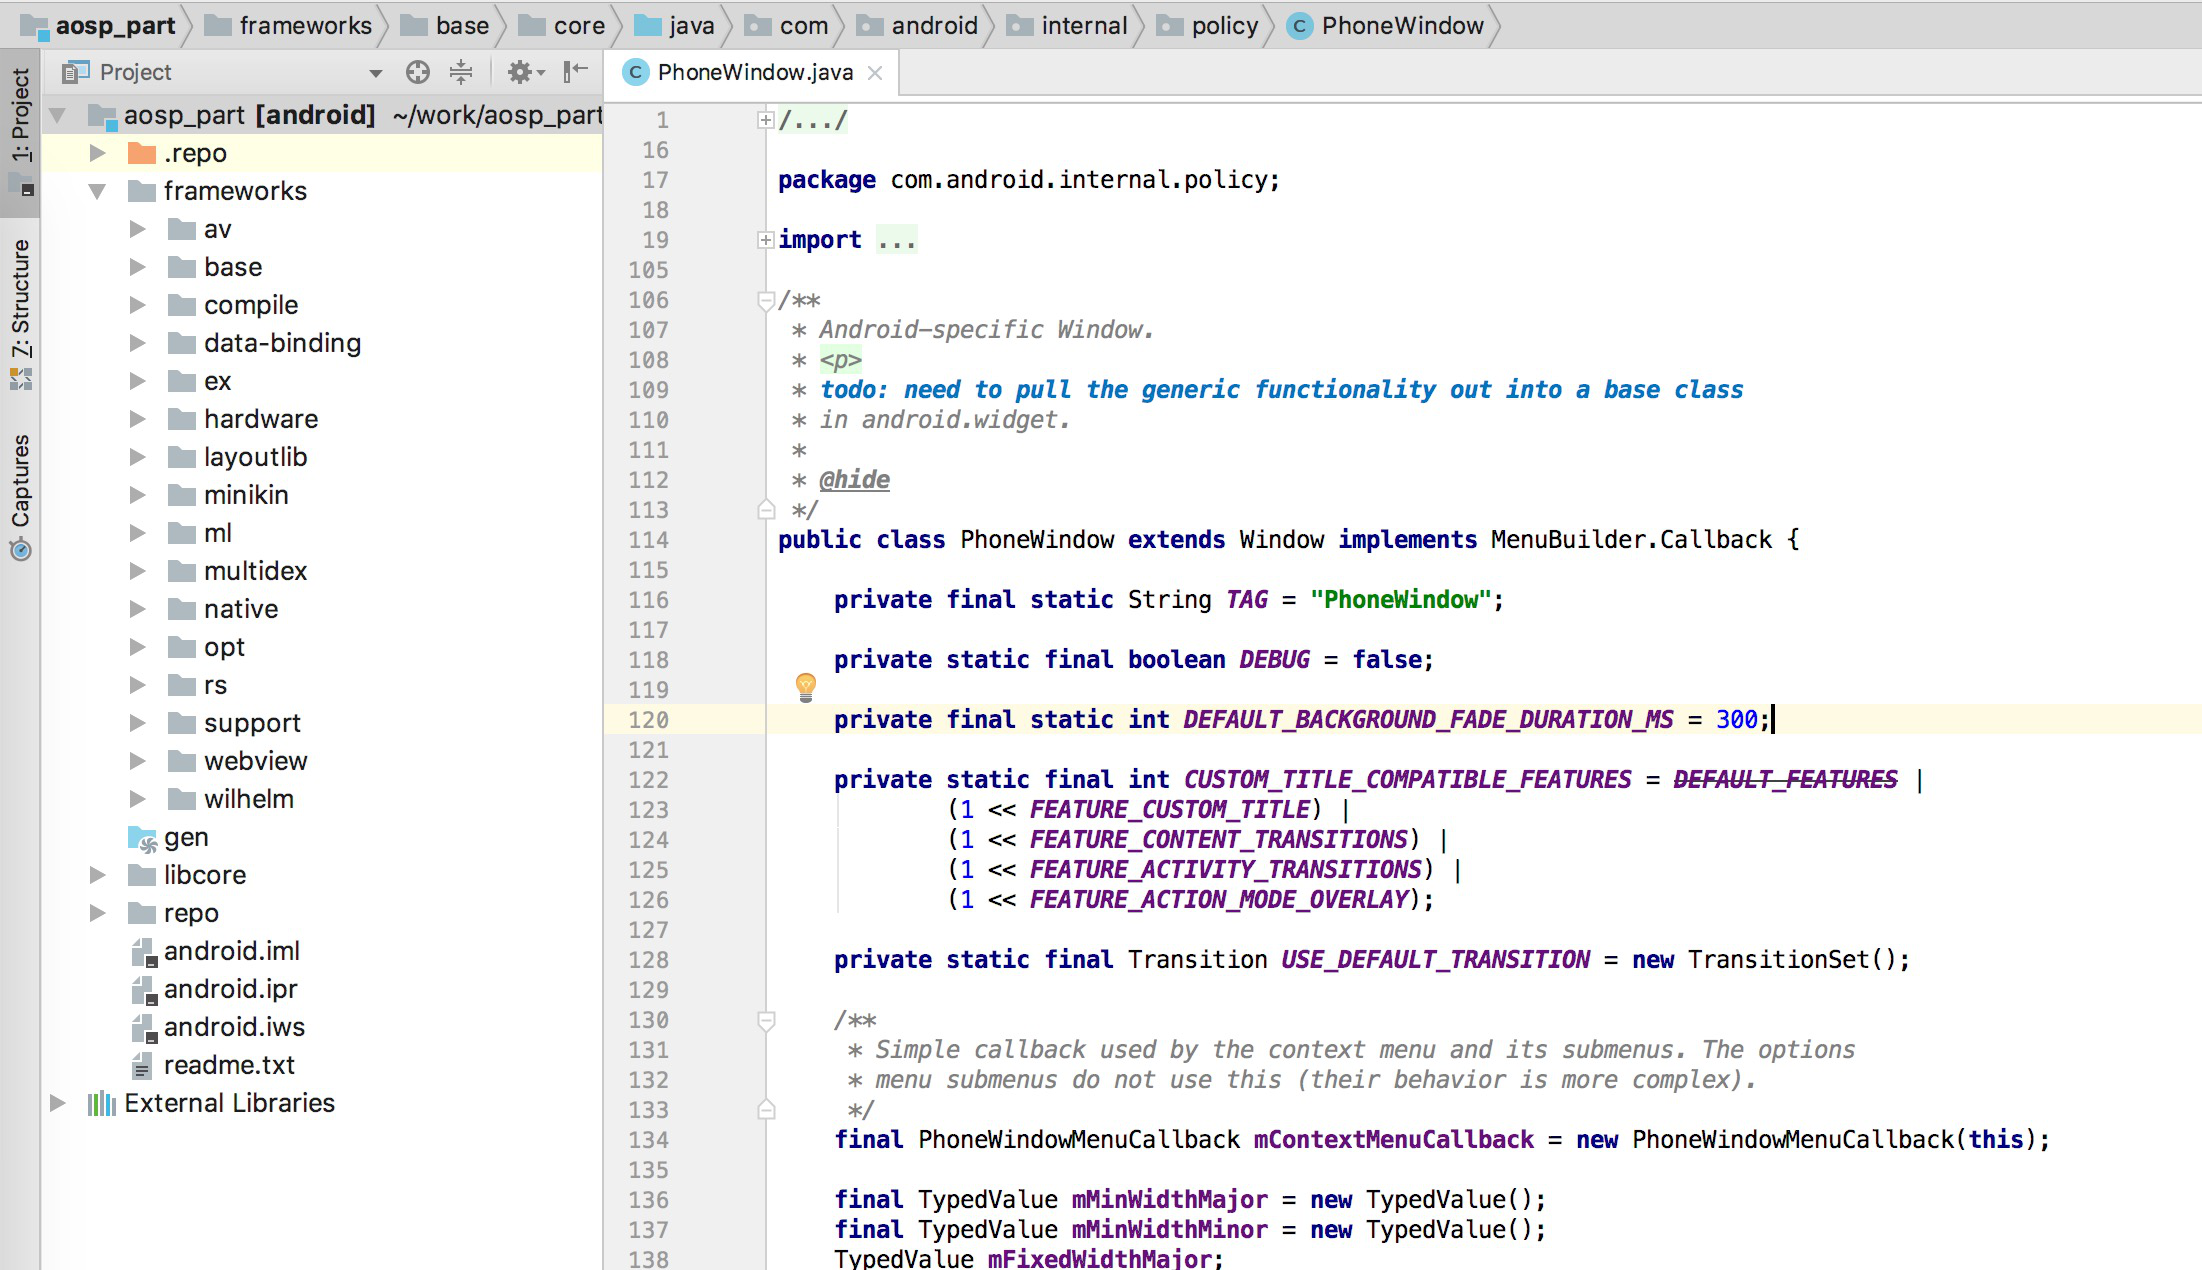 aosp_part frameworks base core java com android internal policy PhoneWindow
1: Project
7: Structure
Captures
Project
aosp_part [android] ~/work/aosp_part
.repo
frameworks
av
base
compile
data-binding
ex
hardware
layoutlib
minikin
ml
multidex
native
opt
rs
support
webview
wilhelm
gen
libcore
repo
android.iml
android.ipr
android.iws
readme.txt
External Libraries
PhoneWindow.java
1 /.../
16
17 package com.android.internal.policy;
18
19 import ...
105
106 /**
107 * Android-specific Window.
108 * <p>
109 * todo: need to pull the generic functionality out into a base class
110 * in android.widget.
111 *
112 * @hide
113 */
114 public class PhoneWindow extends Window implements MenuBuilder.Callback {
115
116 private final static String TAG = "PhoneWindow";
117
118 private static final boolean DEBUG = false;
119
120 private final static int DEFAULT_BACKGROUND_FADE_DURATION_MS = 300;
121
122 private static final int CUSTOM_TITLE_COMPATIBLE_FEATURES = DEFAULT_FEATURES |
123 (1 << FEATURE_CUSTOM_TITLE) |
124 (1 << FEATURE_CONTENT_TRANSITIONS) |
125 (1 << FEATURE_ACTIVITY_TRANSITIONS) |
126 (1 << FEATURE_ACTION_MODE_OVERLAY);
127
128 private static final Transition USE_DEFAULT_TRANSITION = new TransitionSet();
129
130 /**
131 * Simple callback used by the context menu and its submenus. The options
132 * menu submenus do not use this (their behavior is more complex).
133 */
134 final PhoneWindowMenuCallback mContextMenuCallback = new PhoneWindowMenuCallback(this);
135
136 final TypedValue mMinWidthMajor = new TypedValue();
137 final TypedValue mMinWidthMinor = new TypedValue();
138 TypedValue mFixedWidthMajor;